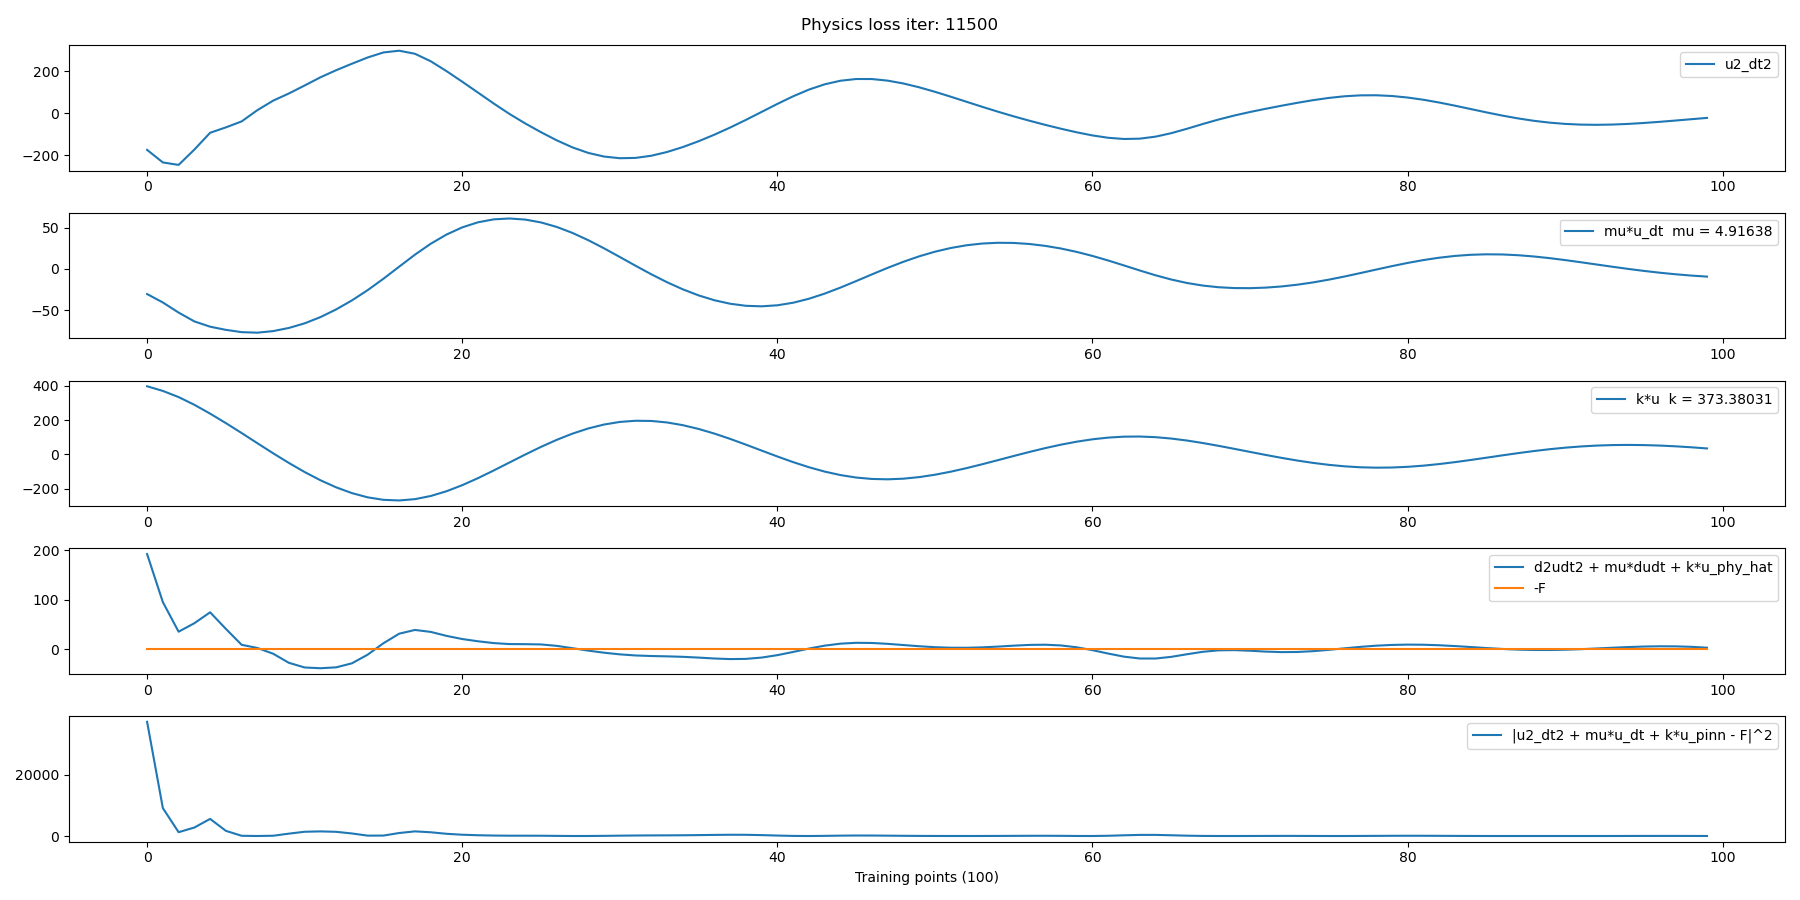 Physics loss iter: 11500
200
0
−200
u2_dt2
0 20 40 60 80 100
50
0
−50
mu*u_dt mu = 4.91638
0 20 40 60 80 100
400
200
0
−200
k*u k = 373.38031
0 20 40 60 80 100
200
100
0
d2udt2 + mu*dudt + k*u_phy_hat
-F
0 20 40 60 80 100
20000
0
|u2_dt2 + mu*u_dt + k*u_pinn - F|^2
0 20 40 60 80 100
Training points (100)